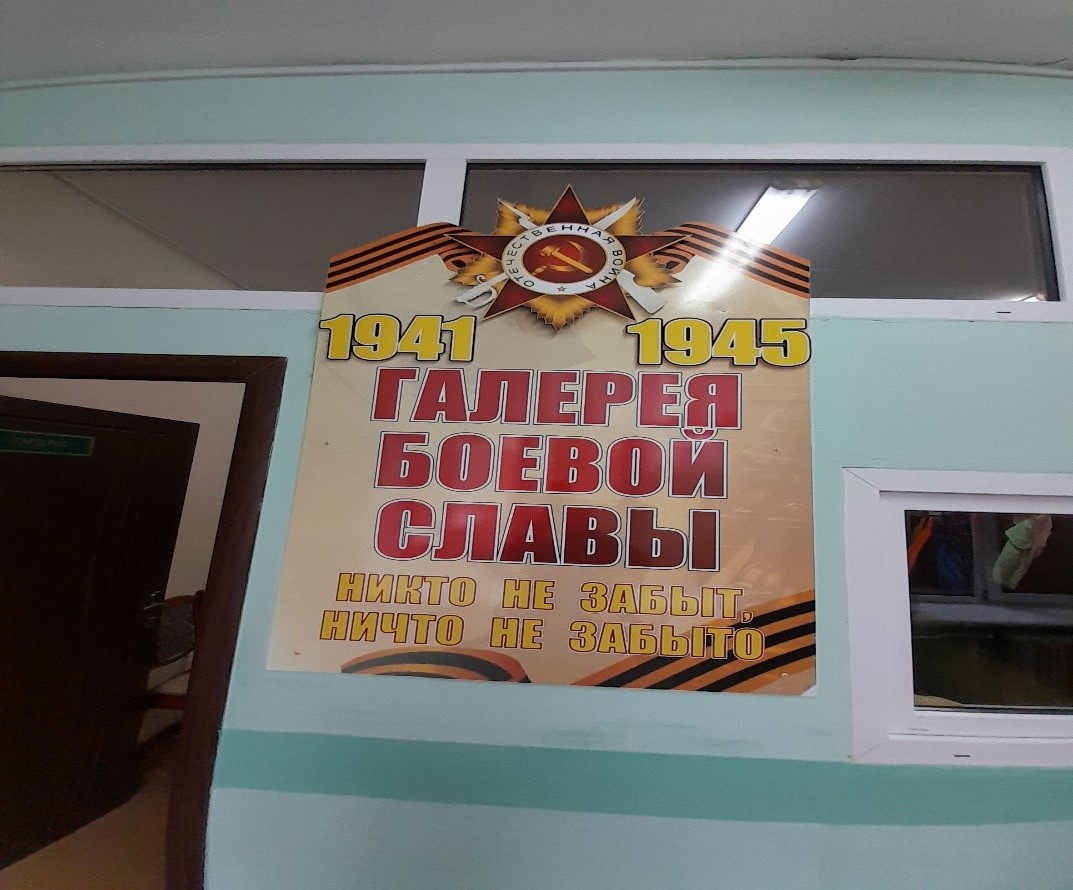 ОТЕЧЕСТВЕННАЯ ВОЙНА
1941 1945
ГАЛЕРЕЯ
БОЕВОЙ
СЛАВЫ
НИКТО НЕ ЗАБЫТ,
НИЧТО НЕ ЗАБЫТО